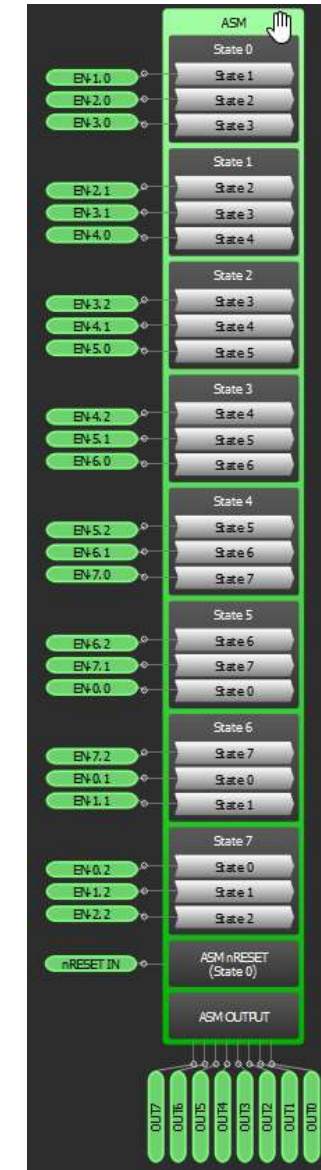 ASM
State 0
EN-1.0 State 1
EN-2.0 State 2
EN-3.0 State 3
State 1
EN-2.1 State 2
EN-3.1 State 3
EN-4.0 State 4
State 2
EN-3.2 State 3
EN-4.1 State 4
EN-5.0 State 5
State 3
EN-4.2 State 4
EN-5.1 State 5
EN-6.0 State 6
State 4
EN-5.2 State 5
EN-6.1 State 6
EN-7.0 State 7
State 5
EN-6.2 State 6
EN-7.1 State 7
EN-0.0 State 0
State 6
EN-7.2 State 7
EN-0.1 State 0
EN-1.1 State 1
State 7
EN-0.2 State 0
EN-1.2 State 1
EN-2.2 State 2
nRESET IN ASM nRESET
(State 0)
ASM OUTPUT
OUT7 OUT6 OUT5 OUT4 OUT3 OUT2 OUT1 OUT0